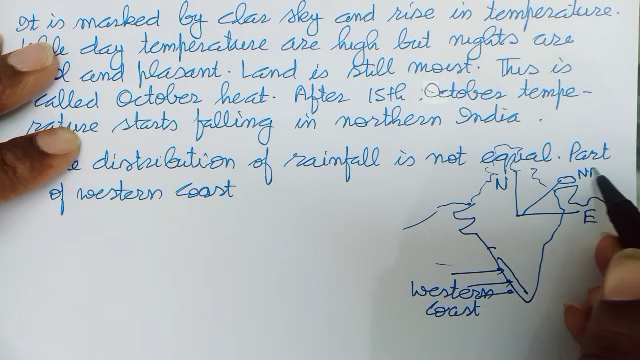 It is marked by clar sky and rise in temperature.
day temperature are high but nights are
and plasant. Land is still moist. This is
called October heat. After 15th October tempe-
rature starts falling in northern India.
distribution of rainfall is not equal. Part
of western coast
N
E
Western
coast